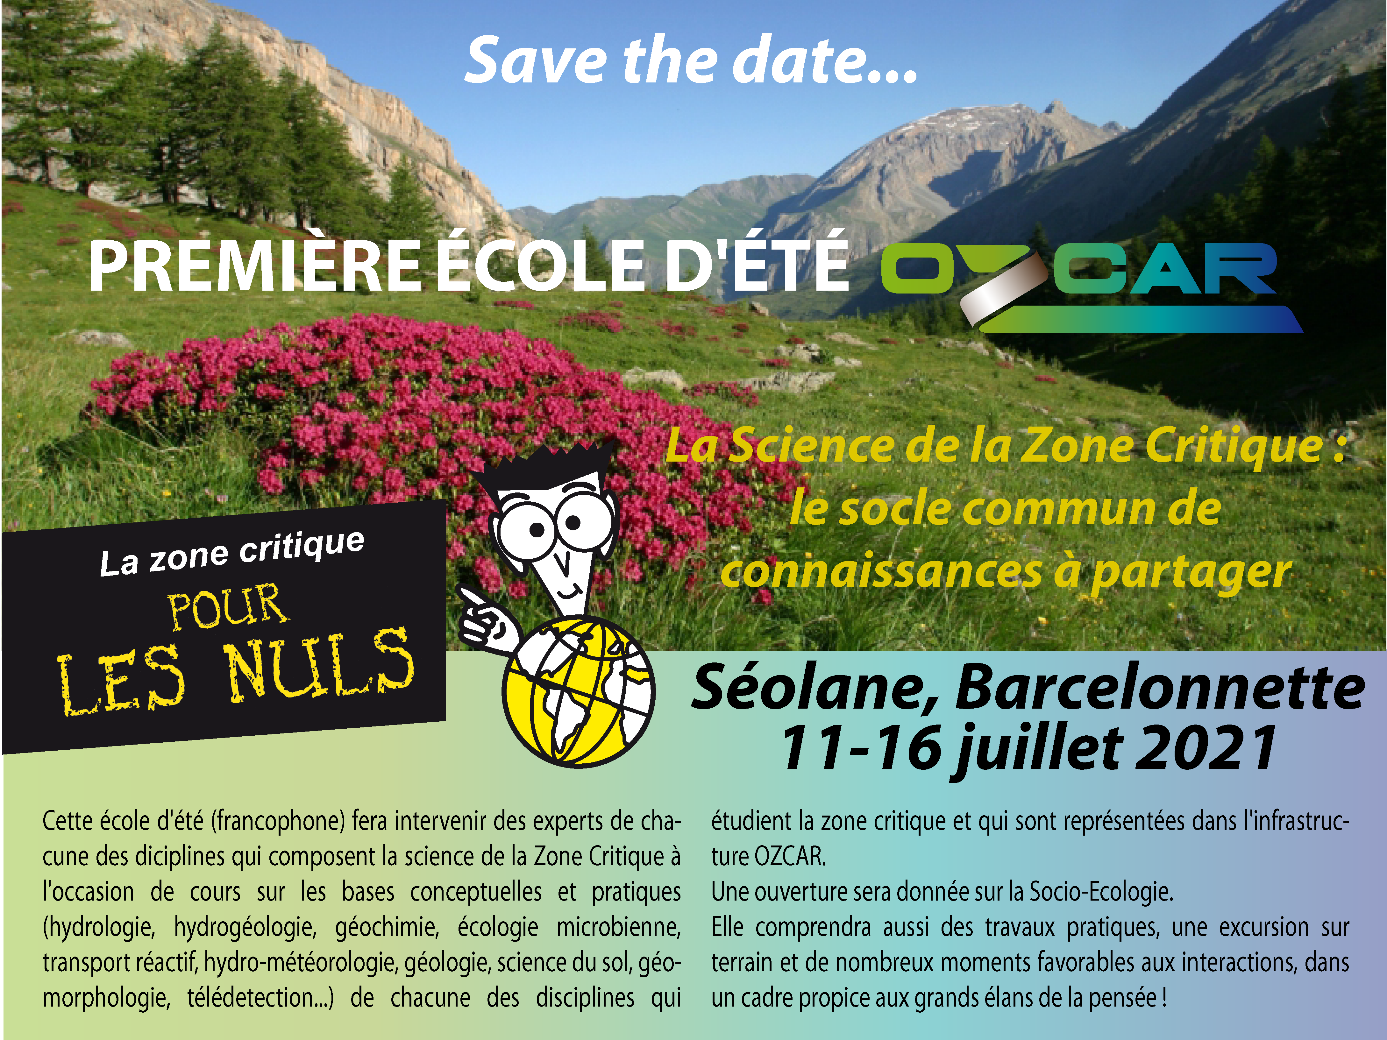 Save the date...
PREMIÈRE ÉCOLE D'ÉTÉ OZCAR
La Science de la Zone Critique :
le socle commun de
connaissances à partager
La zone critique
POUR
LES NULS
Séolane, Barcelonnette
11-16 juillet 2021
Cette école d'été (francophone) fera intervenir des experts de cha-
cune des diciplines qui composent la science de la Zone Critique à
l'occasion de cours sur les bases conceptuelles et pratiques
(hydrologie, hydrogéologie, géochimie, écologie microbienne,
transport réactif, hydro-météorologie, géologie, science du sol, géo-
morphologie, télédetection...) de chacune des disciplines qui
étudient la zone critique et qui sont représentées dans l'infrastruc-
ture OZCAR.
Une ouverture sera donnée sur la Socio-Ecologie.
Elle comprendra aussi des travaux pratiques, une excursion sur
terrain et de nombreux moments favorables aux interactions, dans
un cadre propice aux grands élans de la pensée !